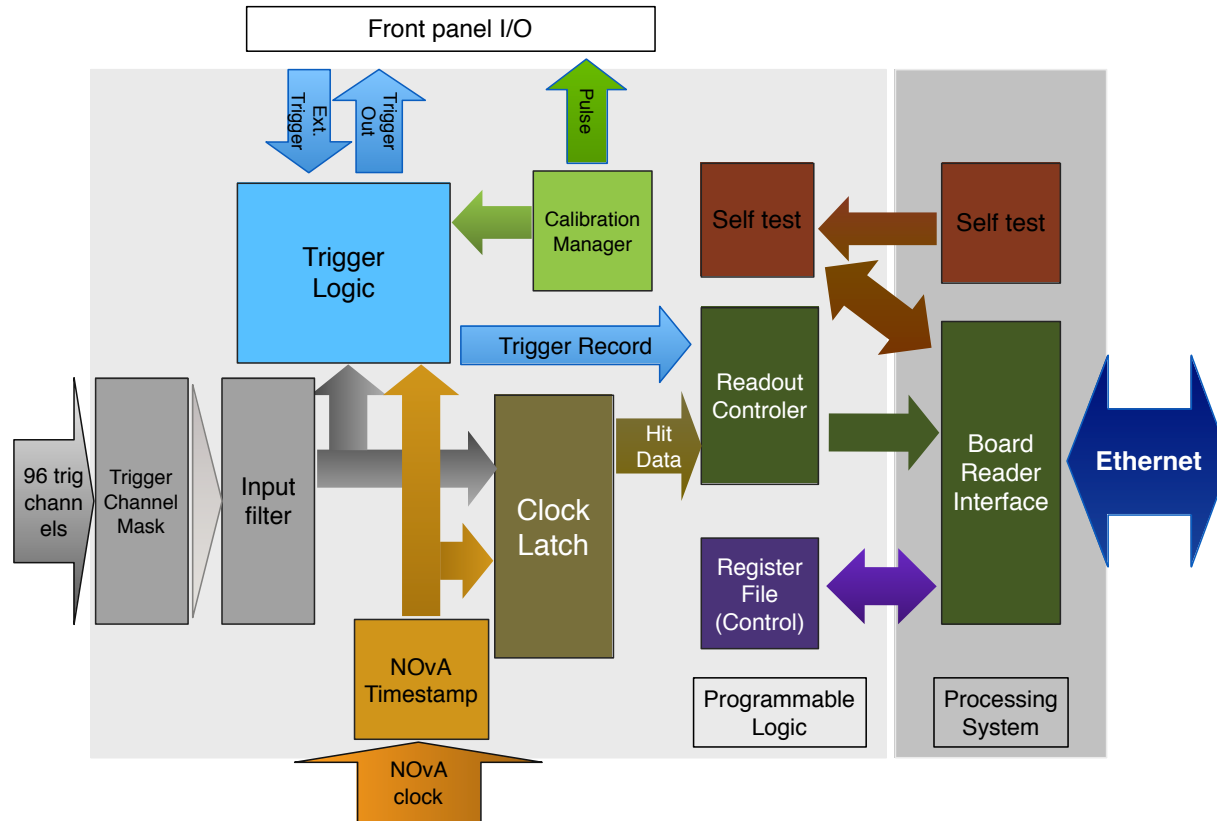 Front panel I/O
Ext.
Trigger
Trigger
Out
Pulse
Trigger
Logic
Calibration
Manager
Self test
Self test
Trigger Record
Readout
Controler
Hit
Data
Board
Reader
Interface
Ethernet
96 trig
chann
els
Trigger
Channel
Mask
Input
filter
Clock
Latch
Register
File
(Control)
NOvA
Timestamp
Programmable
Logic
Processing
System
NOvA
clock